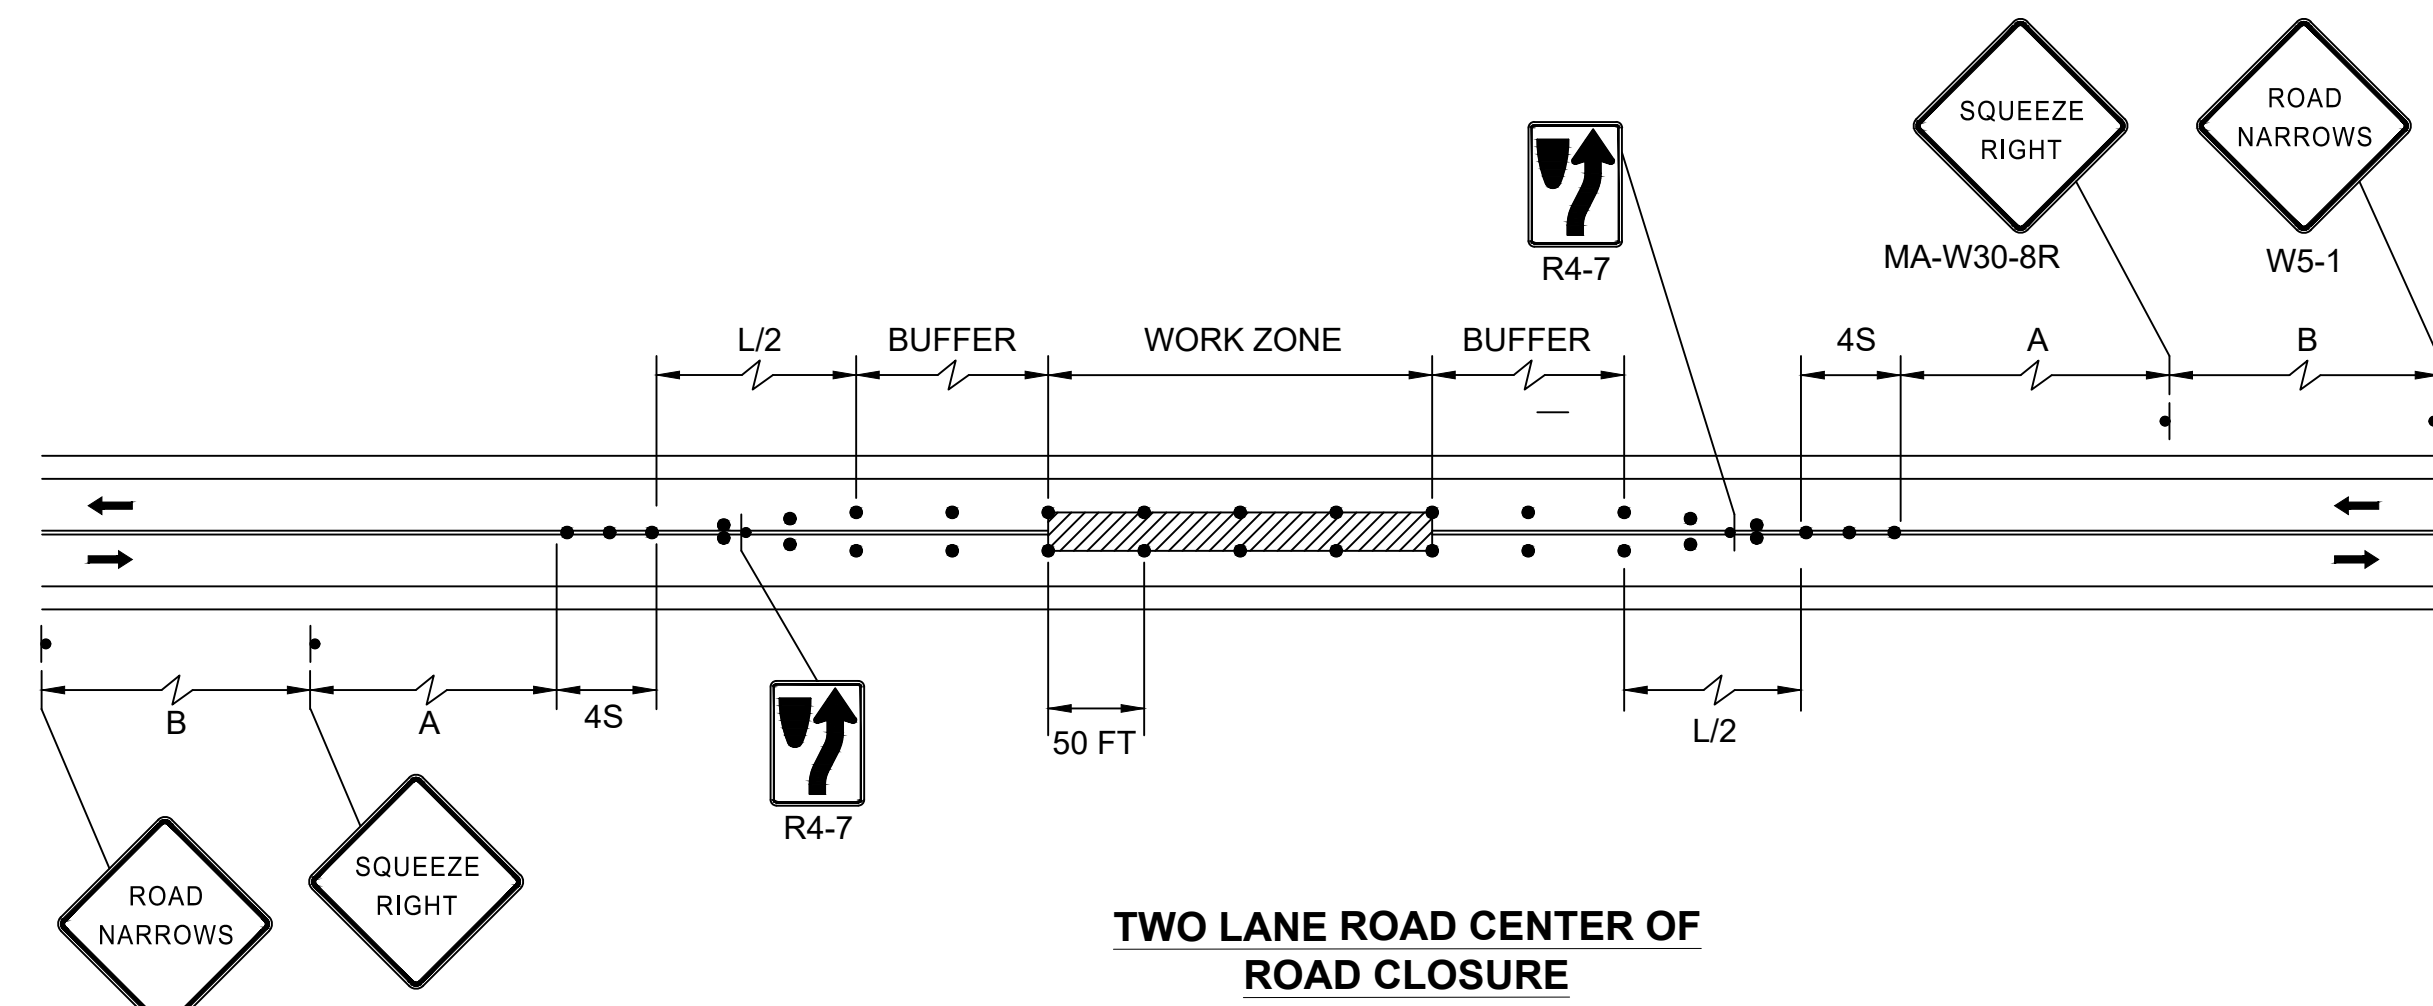 SQUEEZE
RIGHT
MA-W30-8R
ROAD
NARROWS
W5-1
R4-7
L/2
BUFFER
WORK ZONE
BUFFER
4S
A
B
B
A
4S
50 FT
L/2
R4-7
ROAD
NARROWS
SQUEEZE
RIGHT
TWO LANE ROAD CENTER OF
ROAD CLOSURE